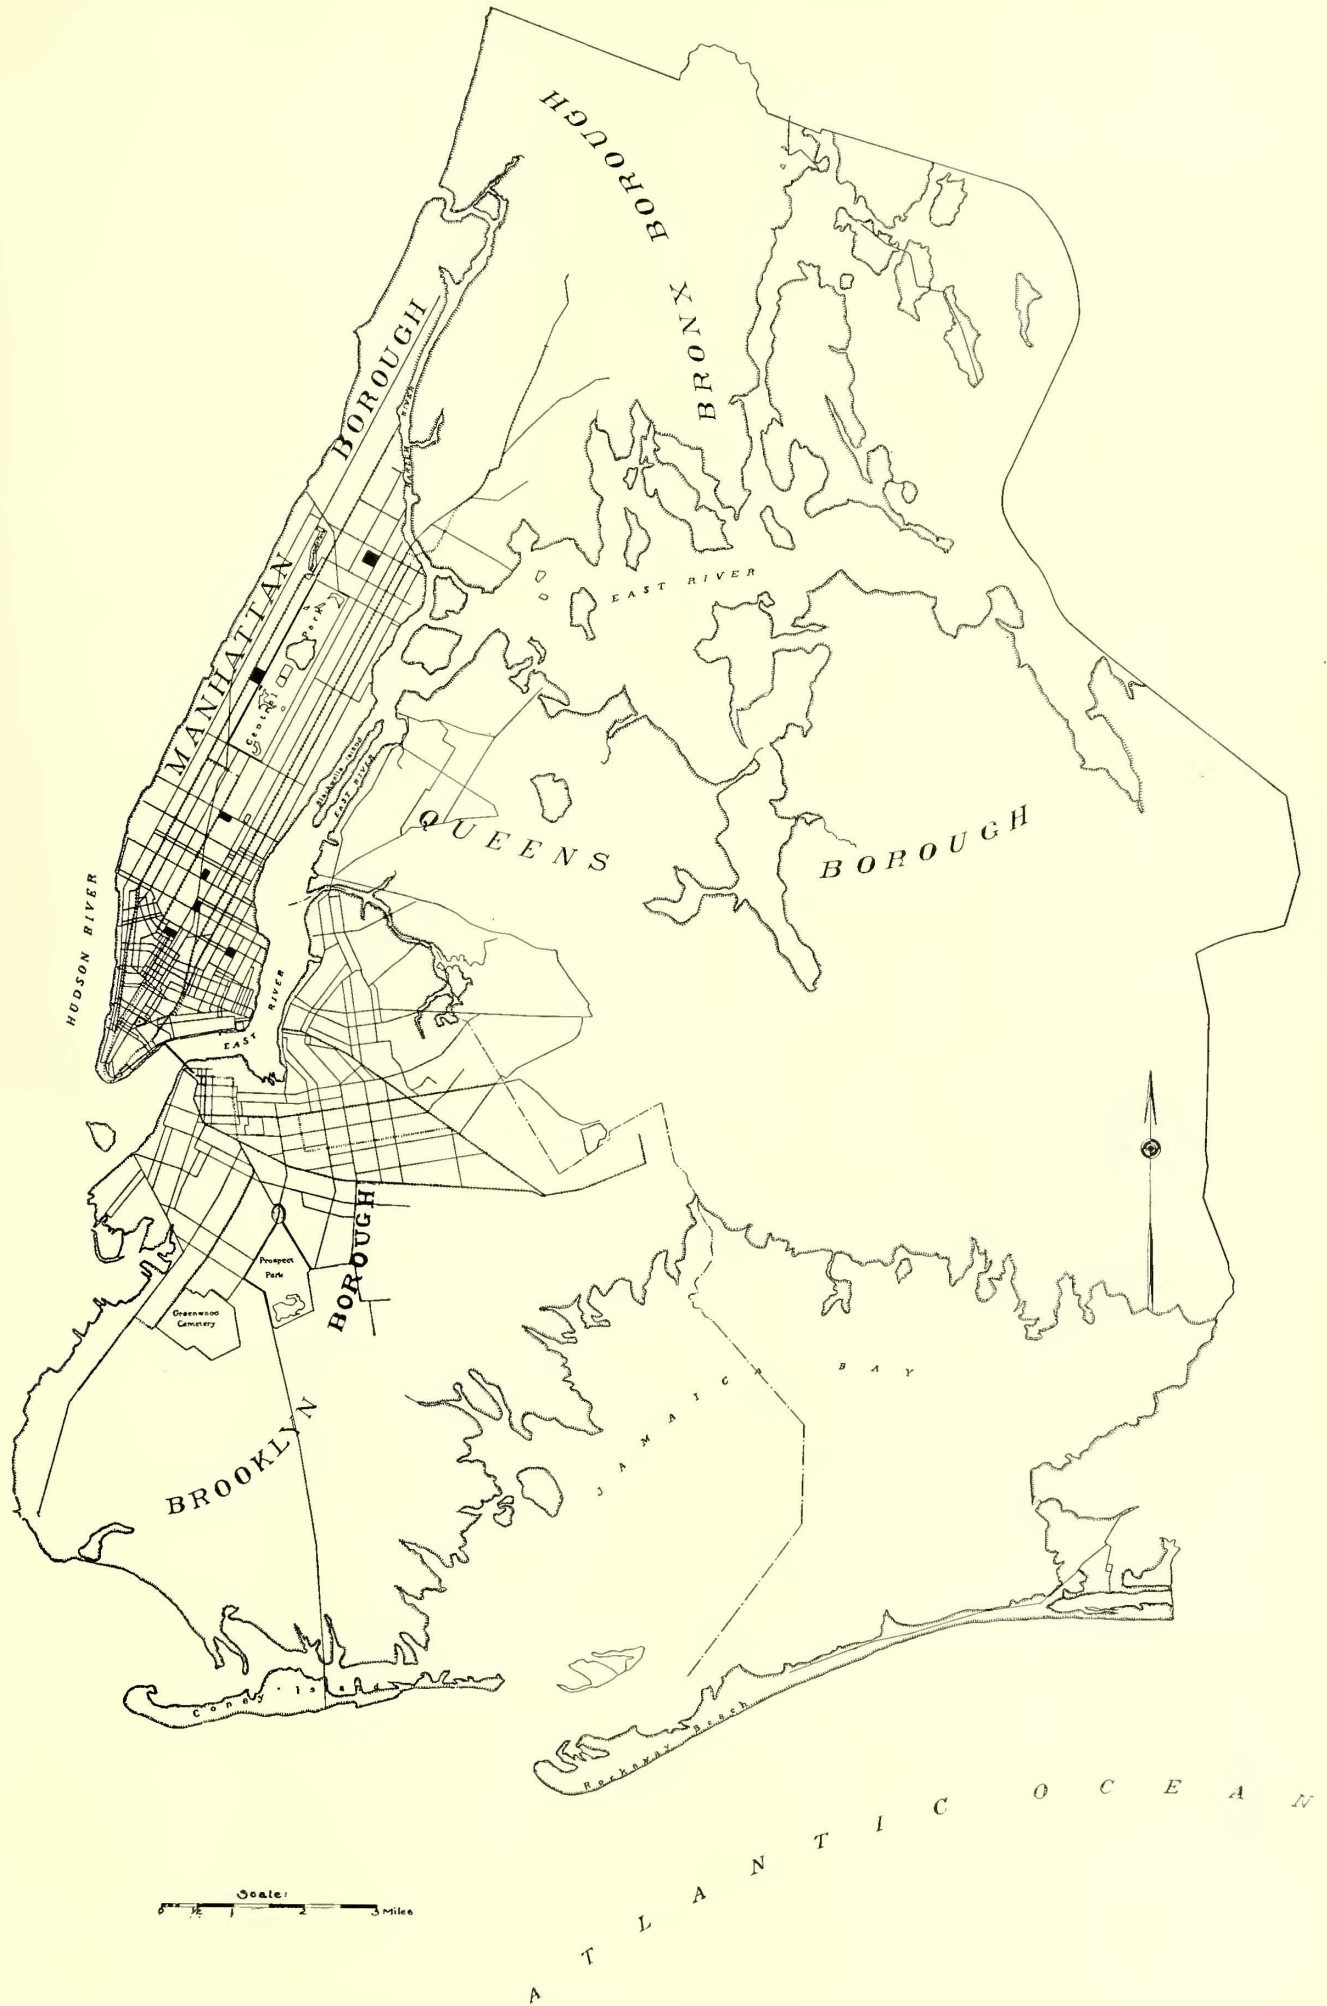 BRONX BOROUGH
MANHATTAN BOROUGH
HARLEM RIVER
EAST RIVER
Central Park
Blackwells Island
EAST RIVER
QUEENS BOROUGH
HUDSON RIVER
EAST RIVER
BROOKLYN BOROUGH
Prospect
Park
Greenwood
Cemetery
JAMAICA BAY
Coney Island
Rockaway Beach
ATLANTIC OCEAN
Scale:
0 ½ 1 2 3 Miles